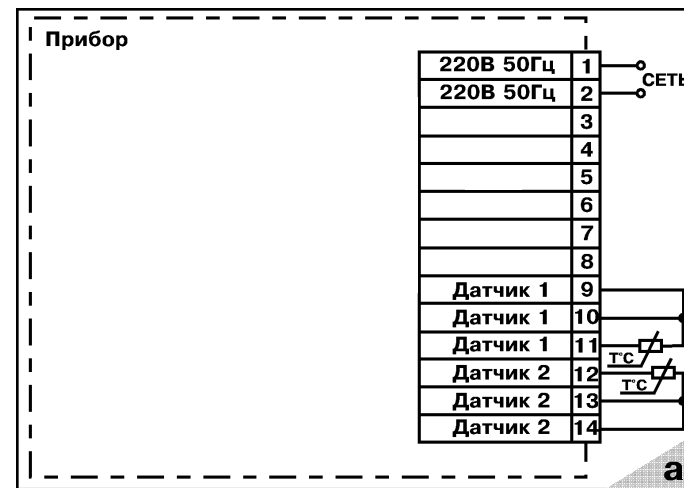 Прибор
220В 50Гц 1
220В 50Гц 2
СЕТЬ
3
4
5
6
7
8
Датчик 1 9
Датчик 1 10
Датчик 1 11
T°C
Датчик 2 12
T°C
Датчик 2 13
Датчик 2 14
а